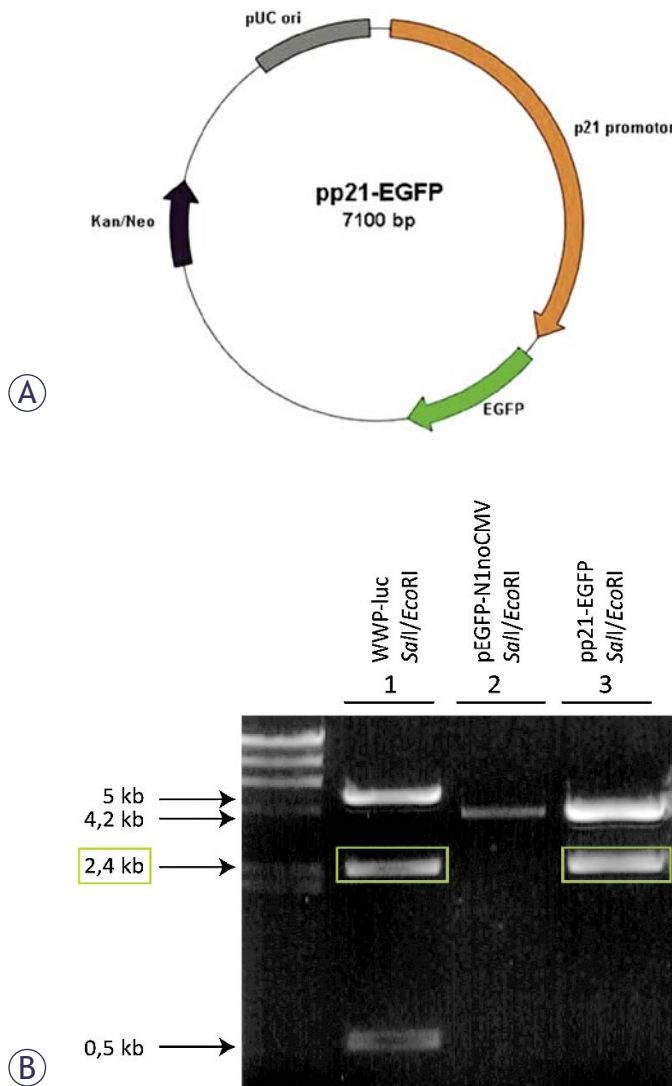 pUC ori
p21 promotor
pp21-EGFP
7100 bp
Kan/Neo
EGFP
A
WWP-luc
SalI/EcoRI
pEGFP-N1noCMV
SalI/EcoRI
pp21-EGFP
SalI/EcoRI
1
2
3
5 kb
4,2 kb
2,4 kb
0,5 kb
B